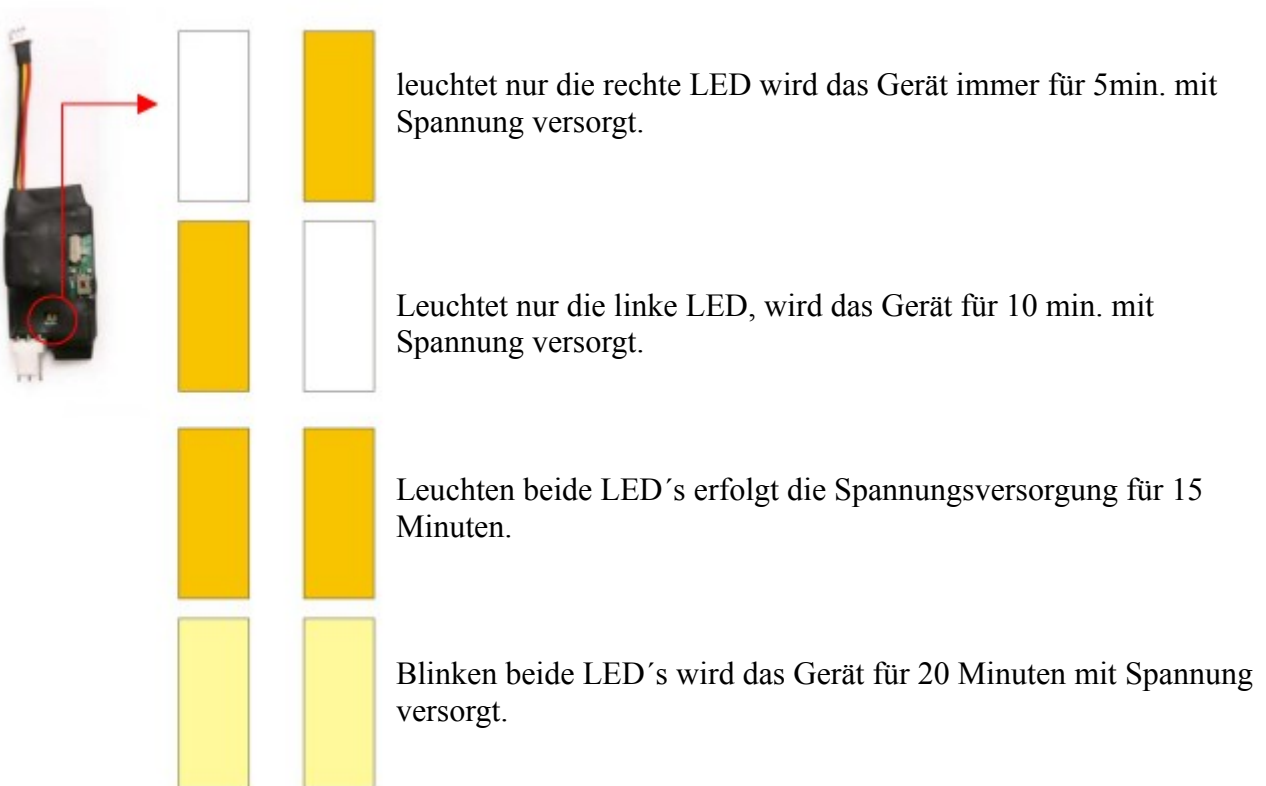 leuchtet nur die rechte LED wird das Gerät immer für 5min. mit
Spannung versorgt.
Leuchtet nur die linke LED, wird das Gerät für 10 min. mit
Spannung versorgt.
Leuchten beide LED´s erfolgt die Spannungsversorgung für 15
Minuten.
Blinken beide LED´s wird das Gerät für 20 Minuten mit Spannung
versorgt.